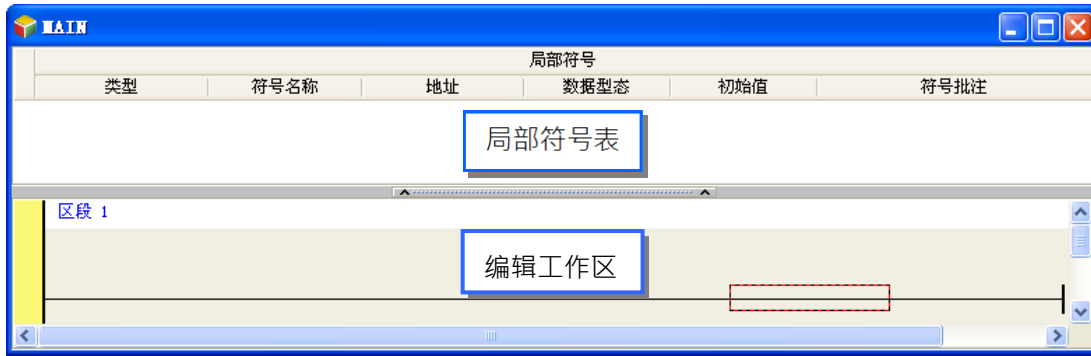 MAIN
局部符号
类型 符号名称 地址 数据型态 初始值 符号批注
局部符号表
区段 1
编辑工作区